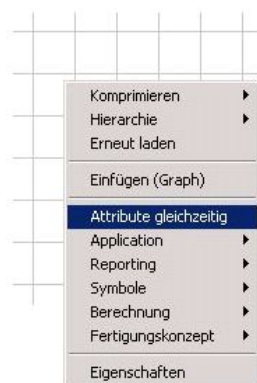 Komprimieren
Hierarchie
Erneut laden
Einfügen (Graph)
Attribute gleichzeitig
Application
Reporting
Symbole
Berechnung
Fertigungskonzept
Eigenschaften